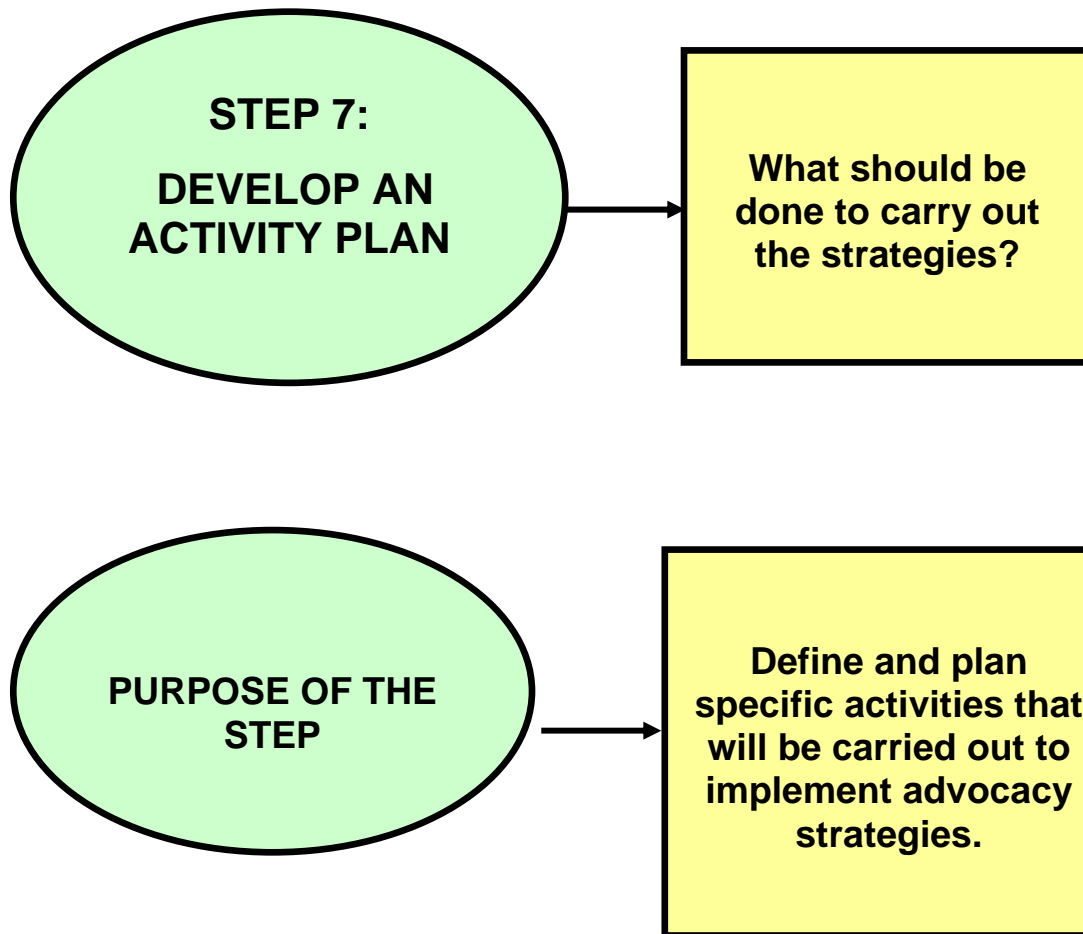 STEP 7:
DEVELOP AN
ACTIVITY PLAN
What should be
done to carry out
the strategies?
PURPOSE OF THE
STEP
Define and plan
specific activities that
will be carried out to
implement advocacy
strategies.